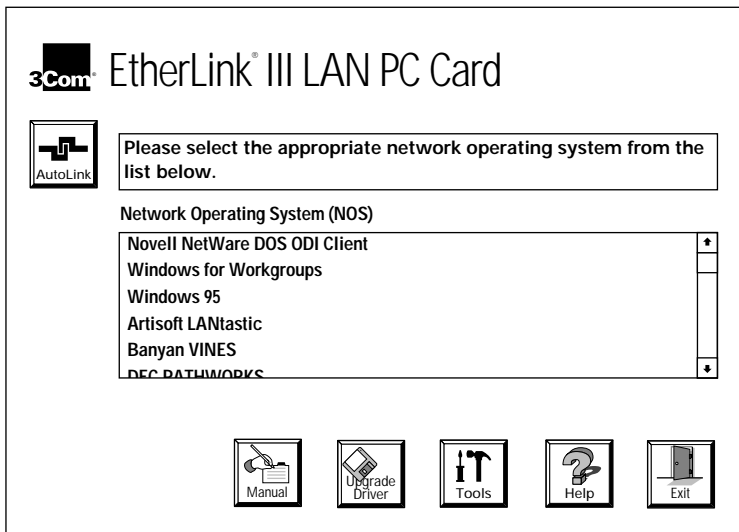 3Com® EtherLink® III LAN PC Card
AutoLink
Please select the appropriate network operating system from the
list below.
Network Operating System (NOS)
Novell NetWare DOS ODI Client
Windows for Workgroups
Windows 95
Artisoft LANtastic
Banyan VINES
DEC PATHWORKS
Manual
Upgrade
Driver
Tools
Help
Exit